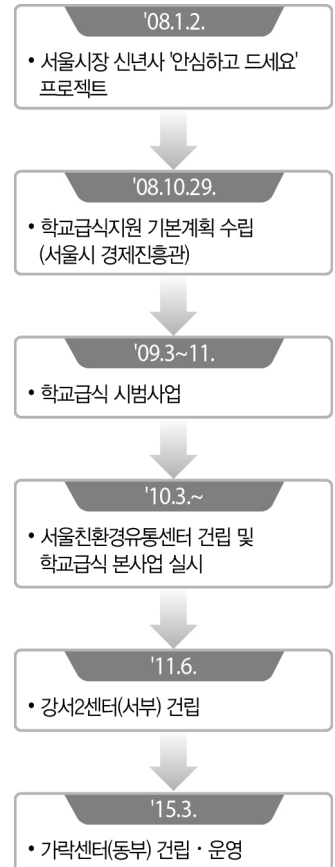 '08.1.2.
• 서울시장 신년사 '안심하고 드세요'
프로젝트
'08.10.29.
• 학교급식지원 기본계획 수립
(서울시 경제진흥관)
'09.3~11.
• 학교급식 시범사업
'10.3.~
• 서울친환경유통센터 건립 및
학교급식 본사업 실시
'11.6.
• 강서2센터(서부) 건립
'15.3.
• 가락센터(동부) 건립 · 운영